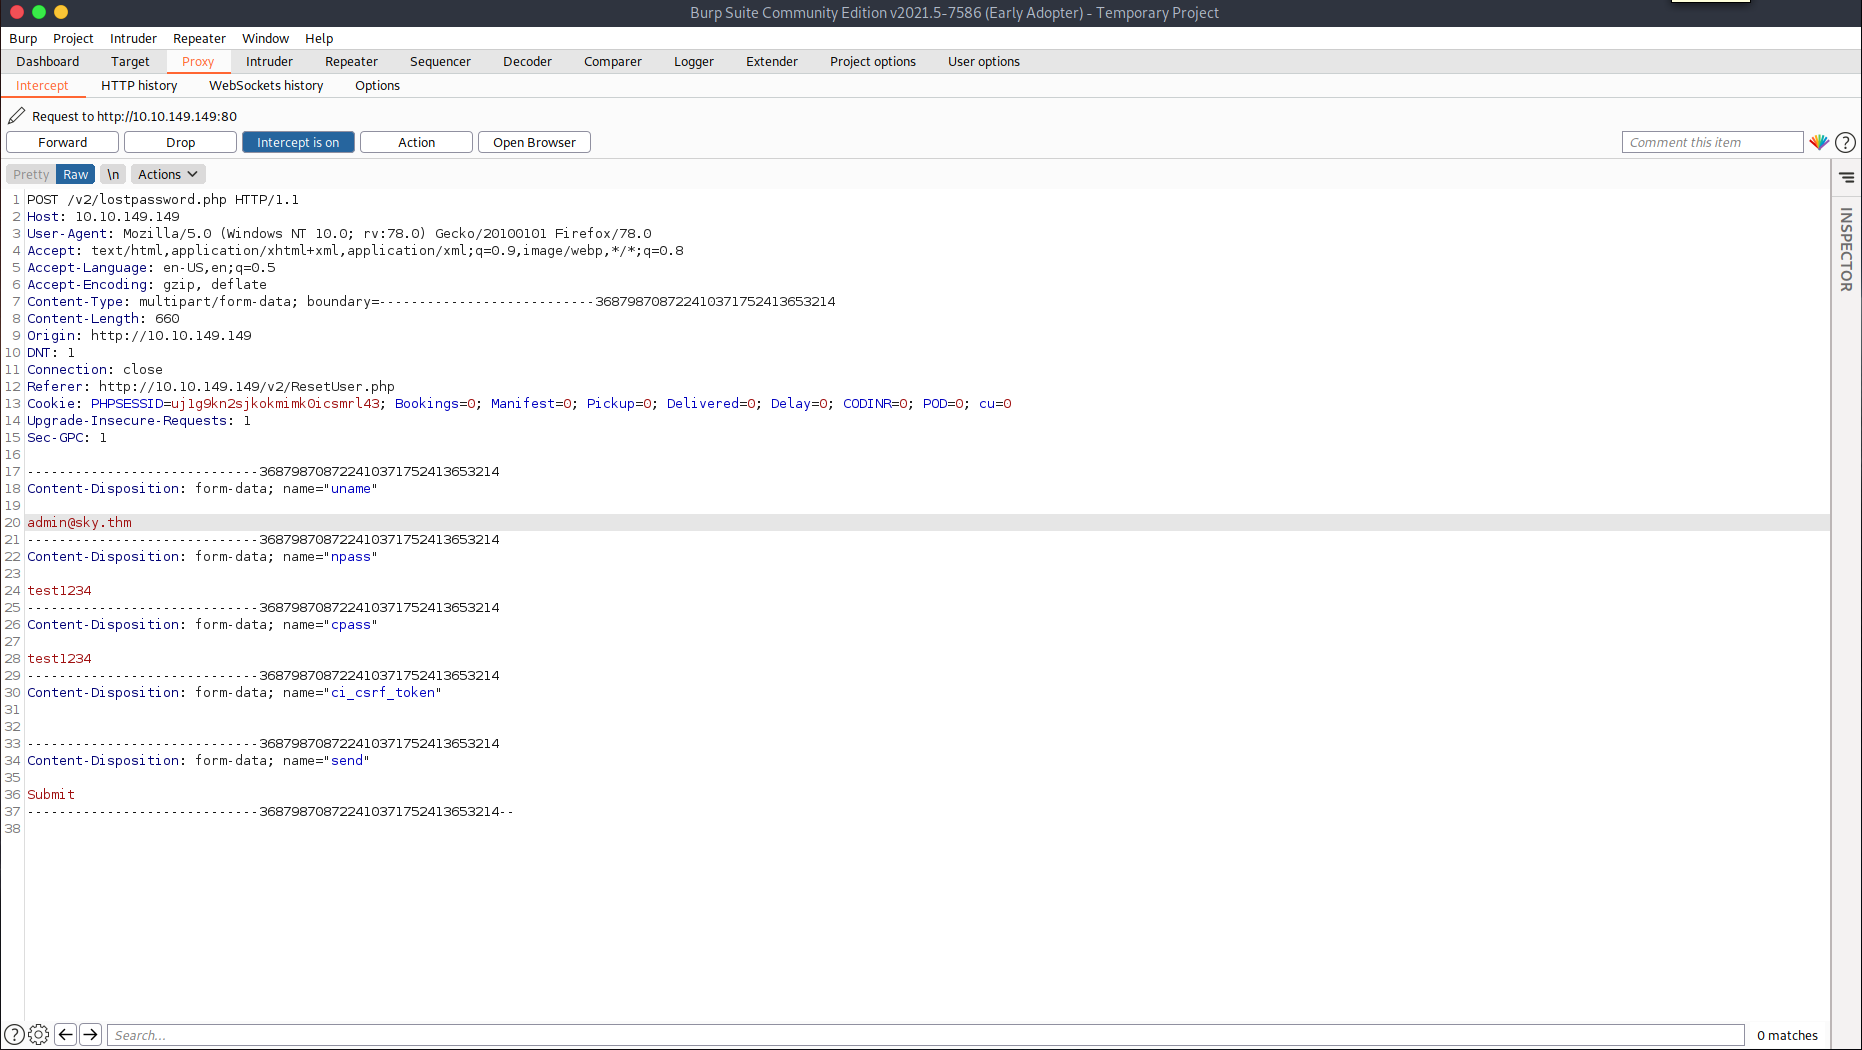 Burp Suite Community Edition v2021.5-7586 (Early Adopter) - Temporary Project
Burp Project Intruder Repeater Window Help
Dashboard Target Proxy Intruder Repeater Sequencer Decoder Comparer Logger Extender Project options User options
Intercept HTTP history WebSockets history Options
Request to http://10.10.149.149:80
Forward Drop Intercept is on Action Open Browser Comment this item ?
Pretty Raw \n Actions
INSPECTOR
1 POST /v2/lostpassword.php HTTP/1.1
2 Host: 10.10.149.149
3 User-Agent: Mozilla/5.0 (Windows NT 10.0; rv:78.0) Gecko/20100101 Firefox/78.0
4 Accept: text/html,application/xhtml+xml,application/xml;q=0.9,image/webp,*/*;q=0.8
5 Accept-Language: en-US,en;q=0.5
6 Accept-Encoding: gzip, deflate
7 Content-Type: multipart/form-data; boundary=---------------------------368798708722410371752413653214
8 Content-Length: 660
9 Origin: http://10.10.149.149
10 DNT: 1
11 Connection: close
12 Referer: http://10.10.149.149/v2/ResetUser.php
13 Cookie: PHPSESSID=uj1g9kn2sjkokmimk0icsmrl43; Bookings=0; Manifest=0; Pickup=0; Delivered=0; Delay=0; CODINR=0; POD=0; cu=0
14 Upgrade-Insecure-Requests: 1
15 Sec-GPC: 1
16
17 -----------------------------368798708722410371752413653214
18 Content-Disposition: form-data; name="uname"
19
20 admin@sky.thm
21 -----------------------------368798708722410371752413653214
22 Content-Disposition: form-data; name="npass"
23
24 test1234
25 -----------------------------368798708722410371752413653214
26 Content-Disposition: form-data; name="cpass"
27
28 test1234
29 -----------------------------368798708722410371752413653214
30 Content-Disposition: form-data; name="ci_csrf_token"
31
32
33 -----------------------------368798708722410371752413653214
34 Content-Disposition: form-data; name="send"
35
36 Submit
37 -----------------------------368798708722410371752413653214--
38
? Search... 0 matches